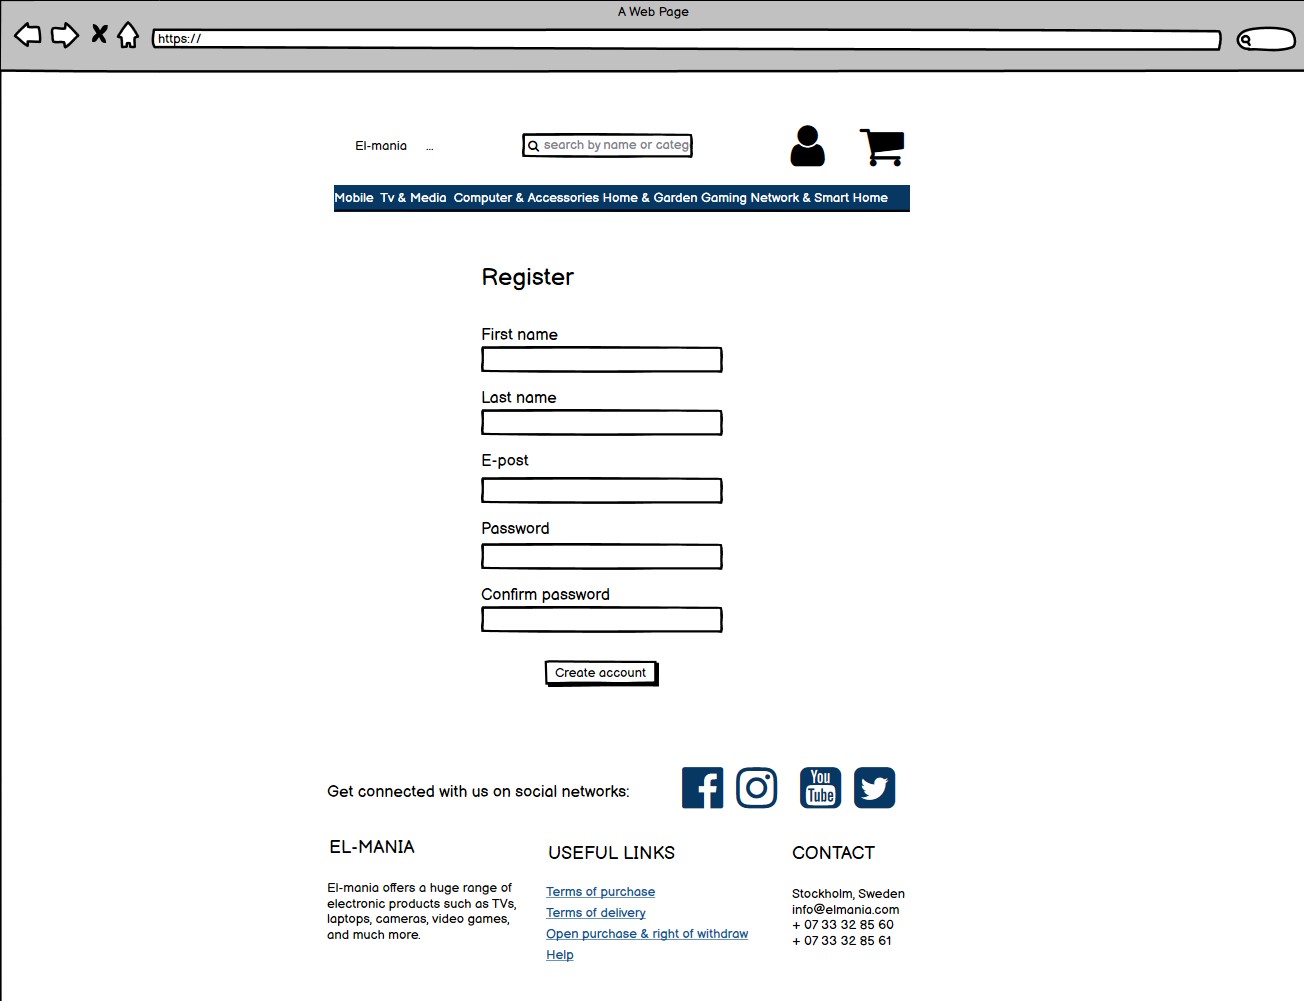 A Web Page
https://
El-mania ...
search by name or categ
Mobile Tv & Media Computer & Accessories Home & Garden Gaming Network & Smart Home
Register
First name
Last name
E-post
Password
Confirm password
Create account
Get connected with us on social networks:
You
Tube
EL-MANIA
El-mania offers a huge range of
electronic products such as TVs,
laptops, cameras, video games,
and much more.
USEFUL LINKS
Terms of purchase
Terms of delivery
Open purchase & right of withdraw
Help
CONTACT
Stockholm, Sweden
info@elmania.com
+ 07 33 32 85 60
+ 07 33 32 85 61